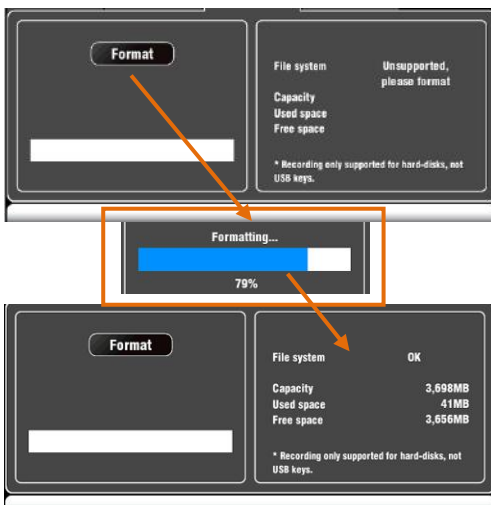 Format
File system Unsupported,
please format
Capacity
Used space
Free space
* Recording only supported for hard-disks, not
USB keys.
Formatting...
79%
Format
File system OK
Capacity 3,698MB
Used space 41MB
Free space 3,656MB
* Recording only supported for hard-disks, not
USB keys.